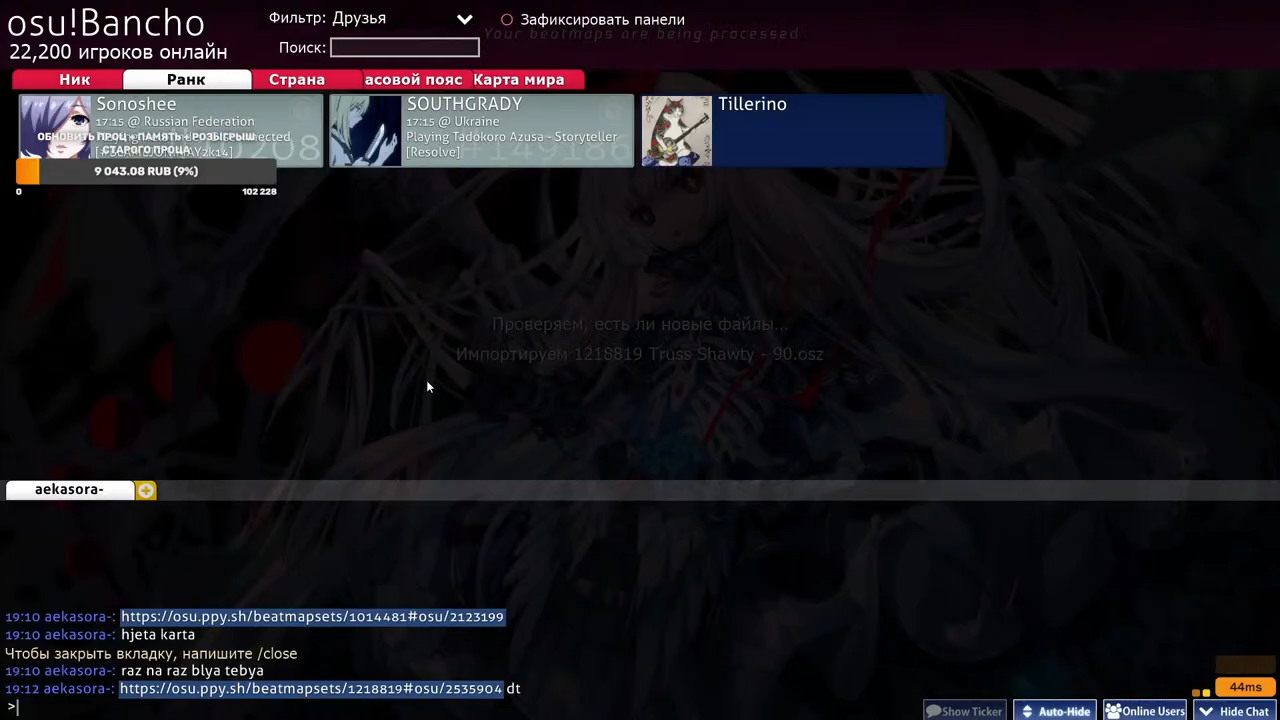 osu!Bancho
22,200 игроков онлайн
Фильтр: Друзья
Зафиксировать панели
Your beatmaps are being processed
Поиск:
Ник
Ранк
Страна
асовой пояс
Карта мира
Sonoshee
17:15 @ Russian Federation
SOUTHGRADY
17:15 @ Ukraine
Playing Tadokoro Azusa - Storyteller
[Resolve]
#149186
Tillerino
ОБНОВИТЬ ПРОЦ + ПАМЯТЬ + РОЗЫГРЫШ
СТАРОГО ПРОЦА
9 043.08 RUB (9%)
0
102 228
Проверяем, есть ли новые файлы...
Импортируем 1218819 Truss Shawty - 90.osz
aekasora-
19:10 aekasora-: https://osu.ppy.sh/beatmapsets/1014481#osu/2123199
19:10 aekasora-: hjeta karta
Чтобы закрыть вкладку, напишите /close
19:10 aekasora-: raz na raz blya tebya
19:12 aekasora-: https://osu.ppy.sh/beatmapsets/1218819#osu/2535904 dt
>
44ms
Show Ticker
Auto-Hide
Online Users
Hide Chat